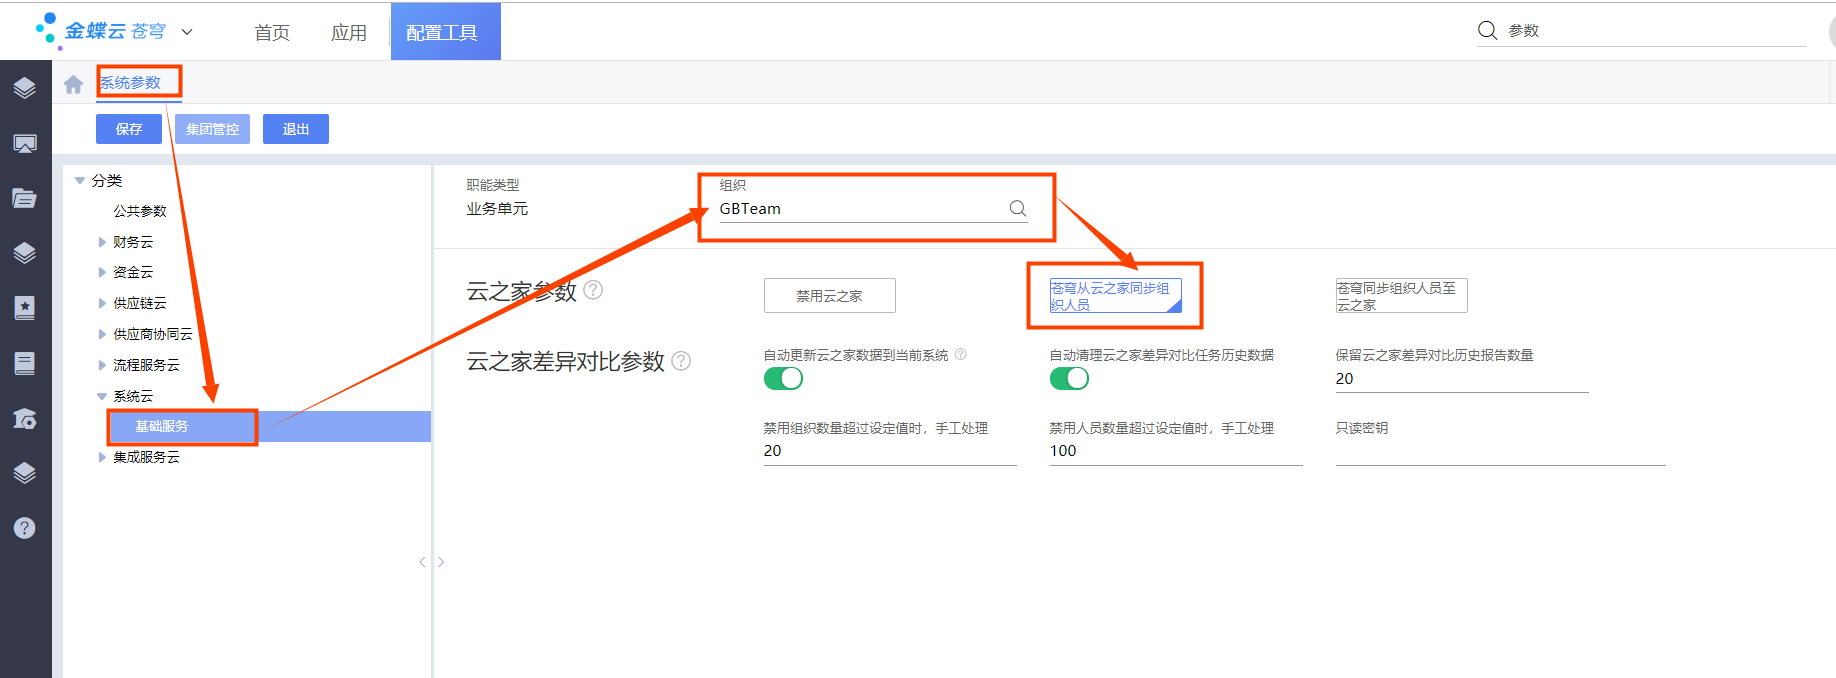 金蝶云 苍穹
首页
应用
配置工具
参数
系统参数
保存
集团管控
退出
分类
公共参数
财务云
资金云
供应链云
供应商协同云
流程服务云
系统云
基础服务
集成服务云
职能类型
业务单元
组织
GBTeam
云之家参数
禁用云之家
苍穹从云之家同步组
织人员
苍穹同步组织人员至
云之家
云之家差异对比参数
自动更新云之家数据到当前系统
自动清理云之家差异对比任务历史数据
保留云之家差异对比历史报告数量
20
禁用组织数量超过设定值时，手工处理
20
禁用人员数量超过设定值时，手工处理
100
只读密钥